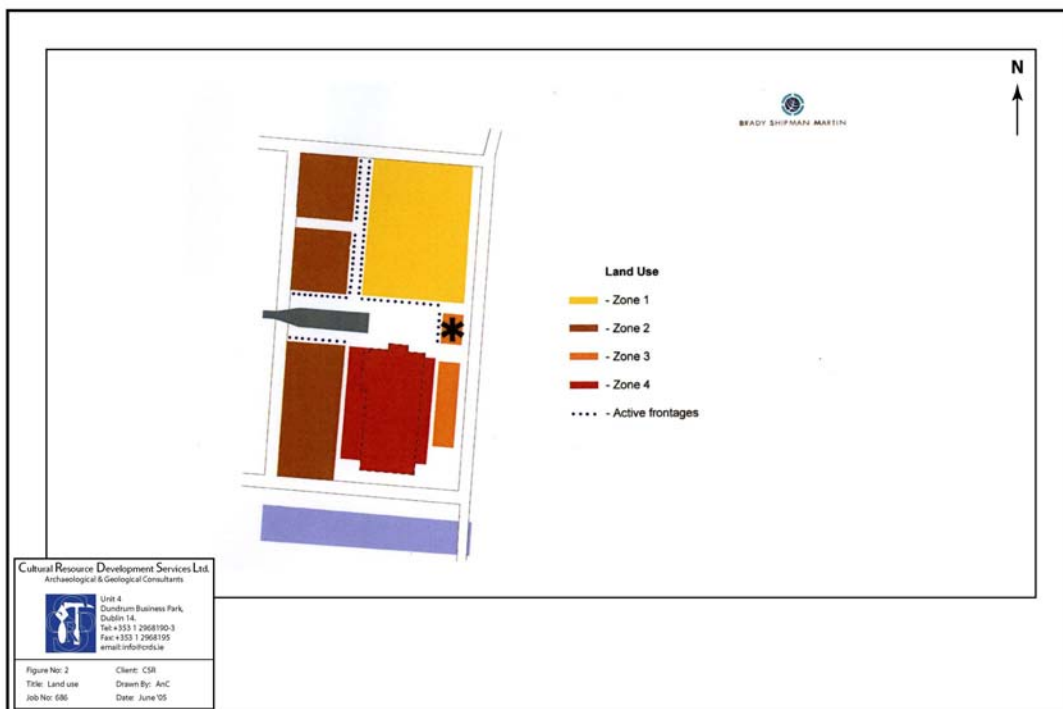 N
BRADY SHIPMAN MARTIN
Land Use
- Zone 1
- Zone 2
- Zone 3
- Zone 4
- Active frontages
Cultural Resource Development Services Ltd.
Archaeological & Geological Consultants
Unit 4
Dundrum Business Park,
Dublin 14.
Tel:+353 1 2968190-3
Fax:+353 1 2968195
email:info@crds.ie
Figure No: 2 Client: CSR
Title: Land use Drawn By: AnC
Job No: 686 Date: June '05